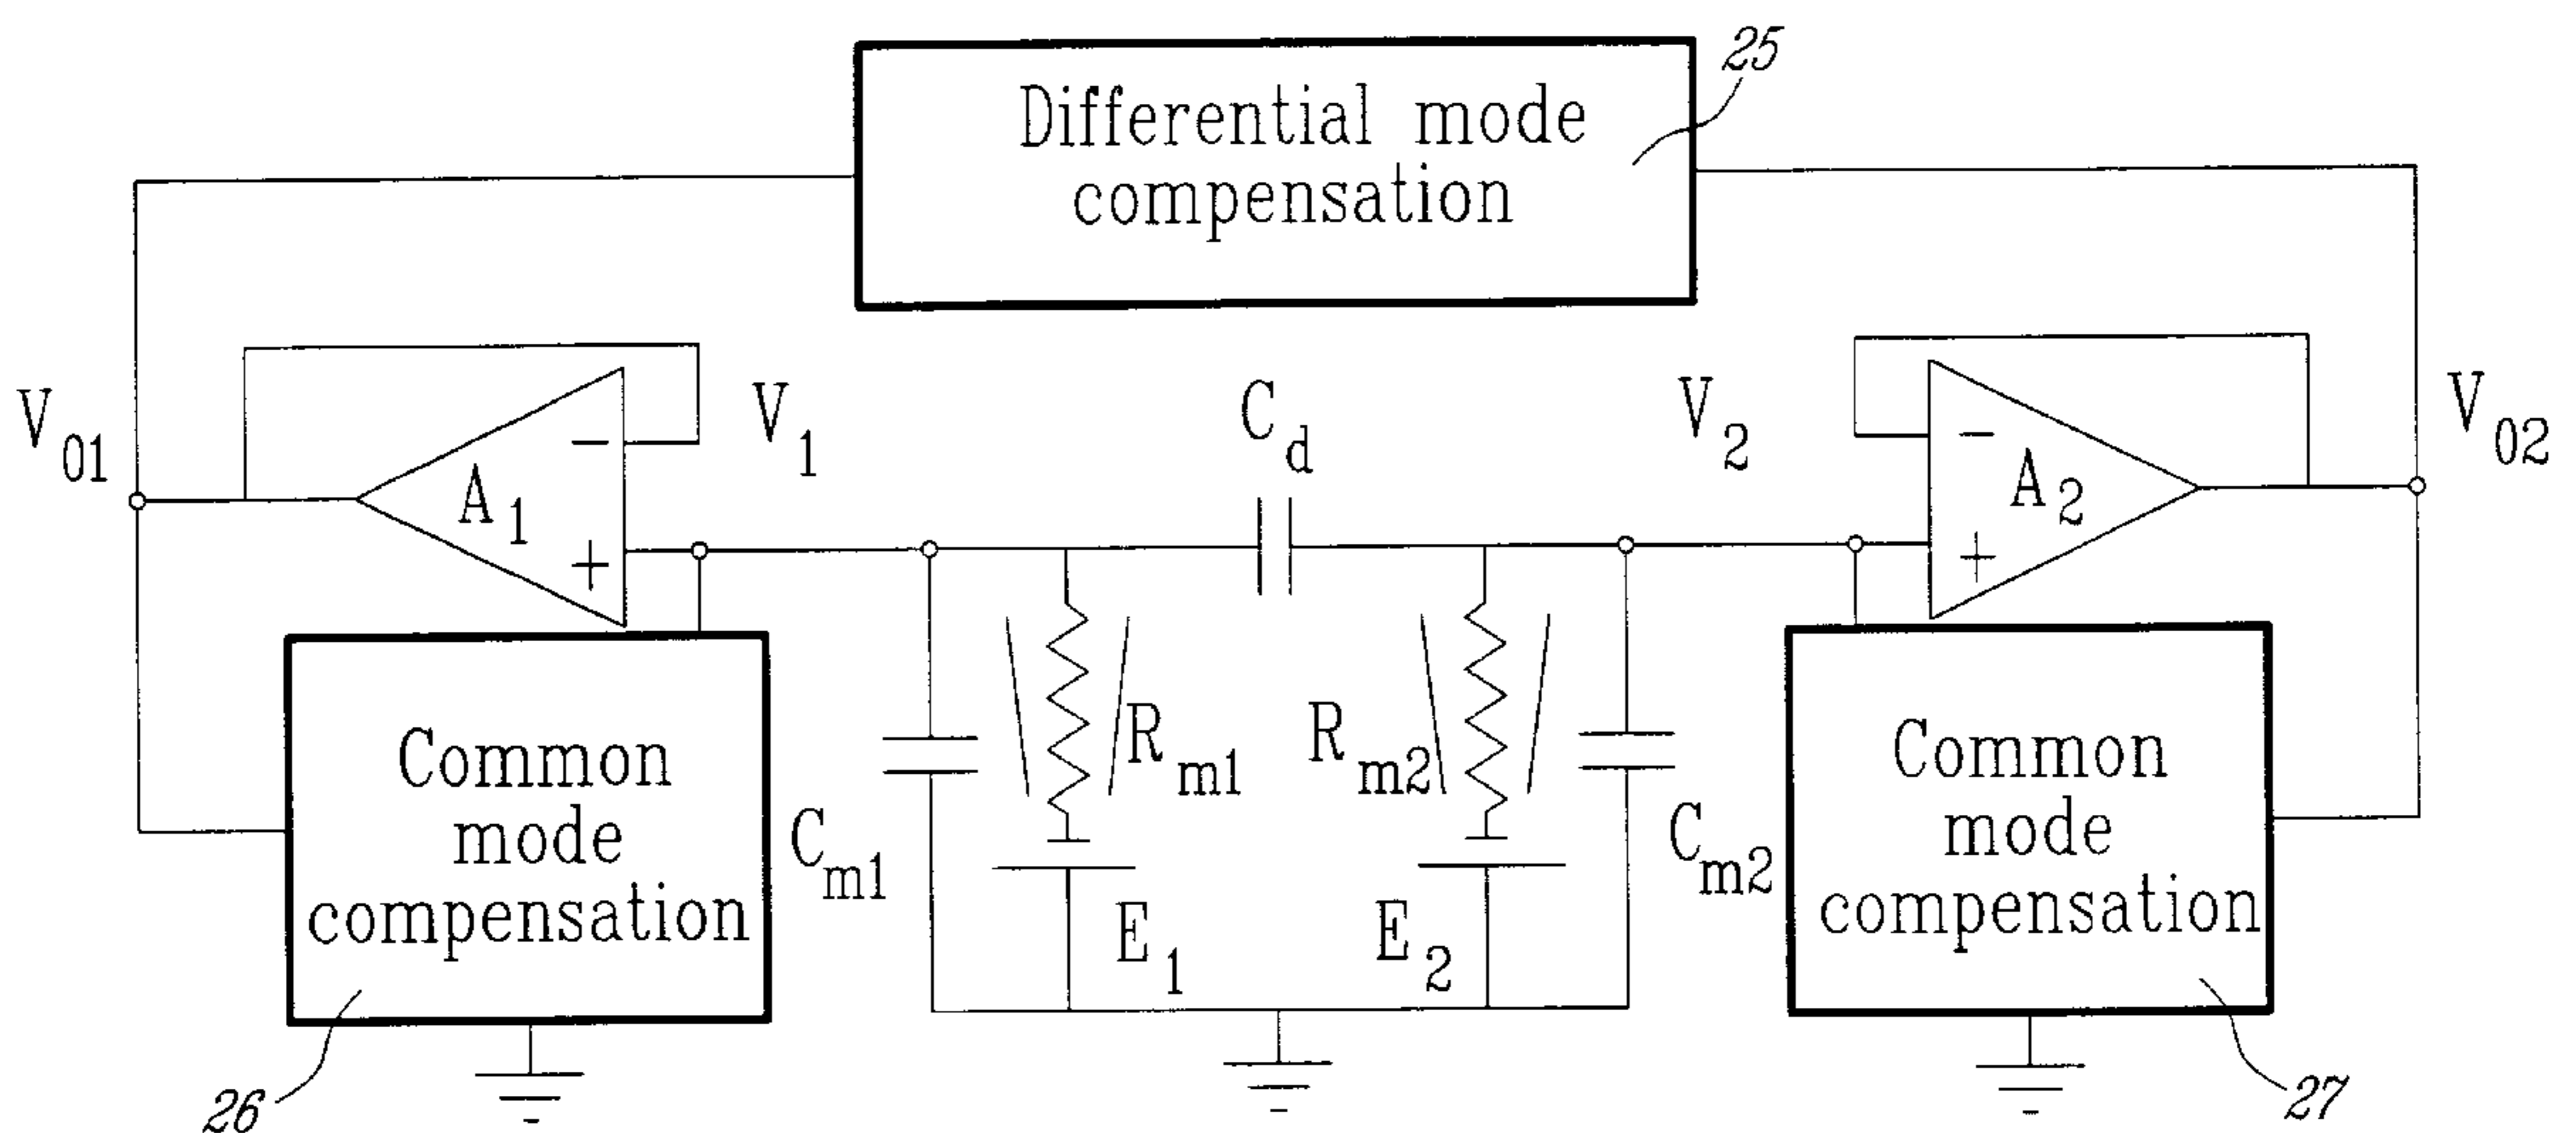 25
Differential mode
compensation
V01
V1
Cd
V2
V02
−
A1
+
−
A2
+
Rm1
Rm2
Cm1
Cm2
E1
E2
Common
mode
compensation
Common
mode
compensation
26
27